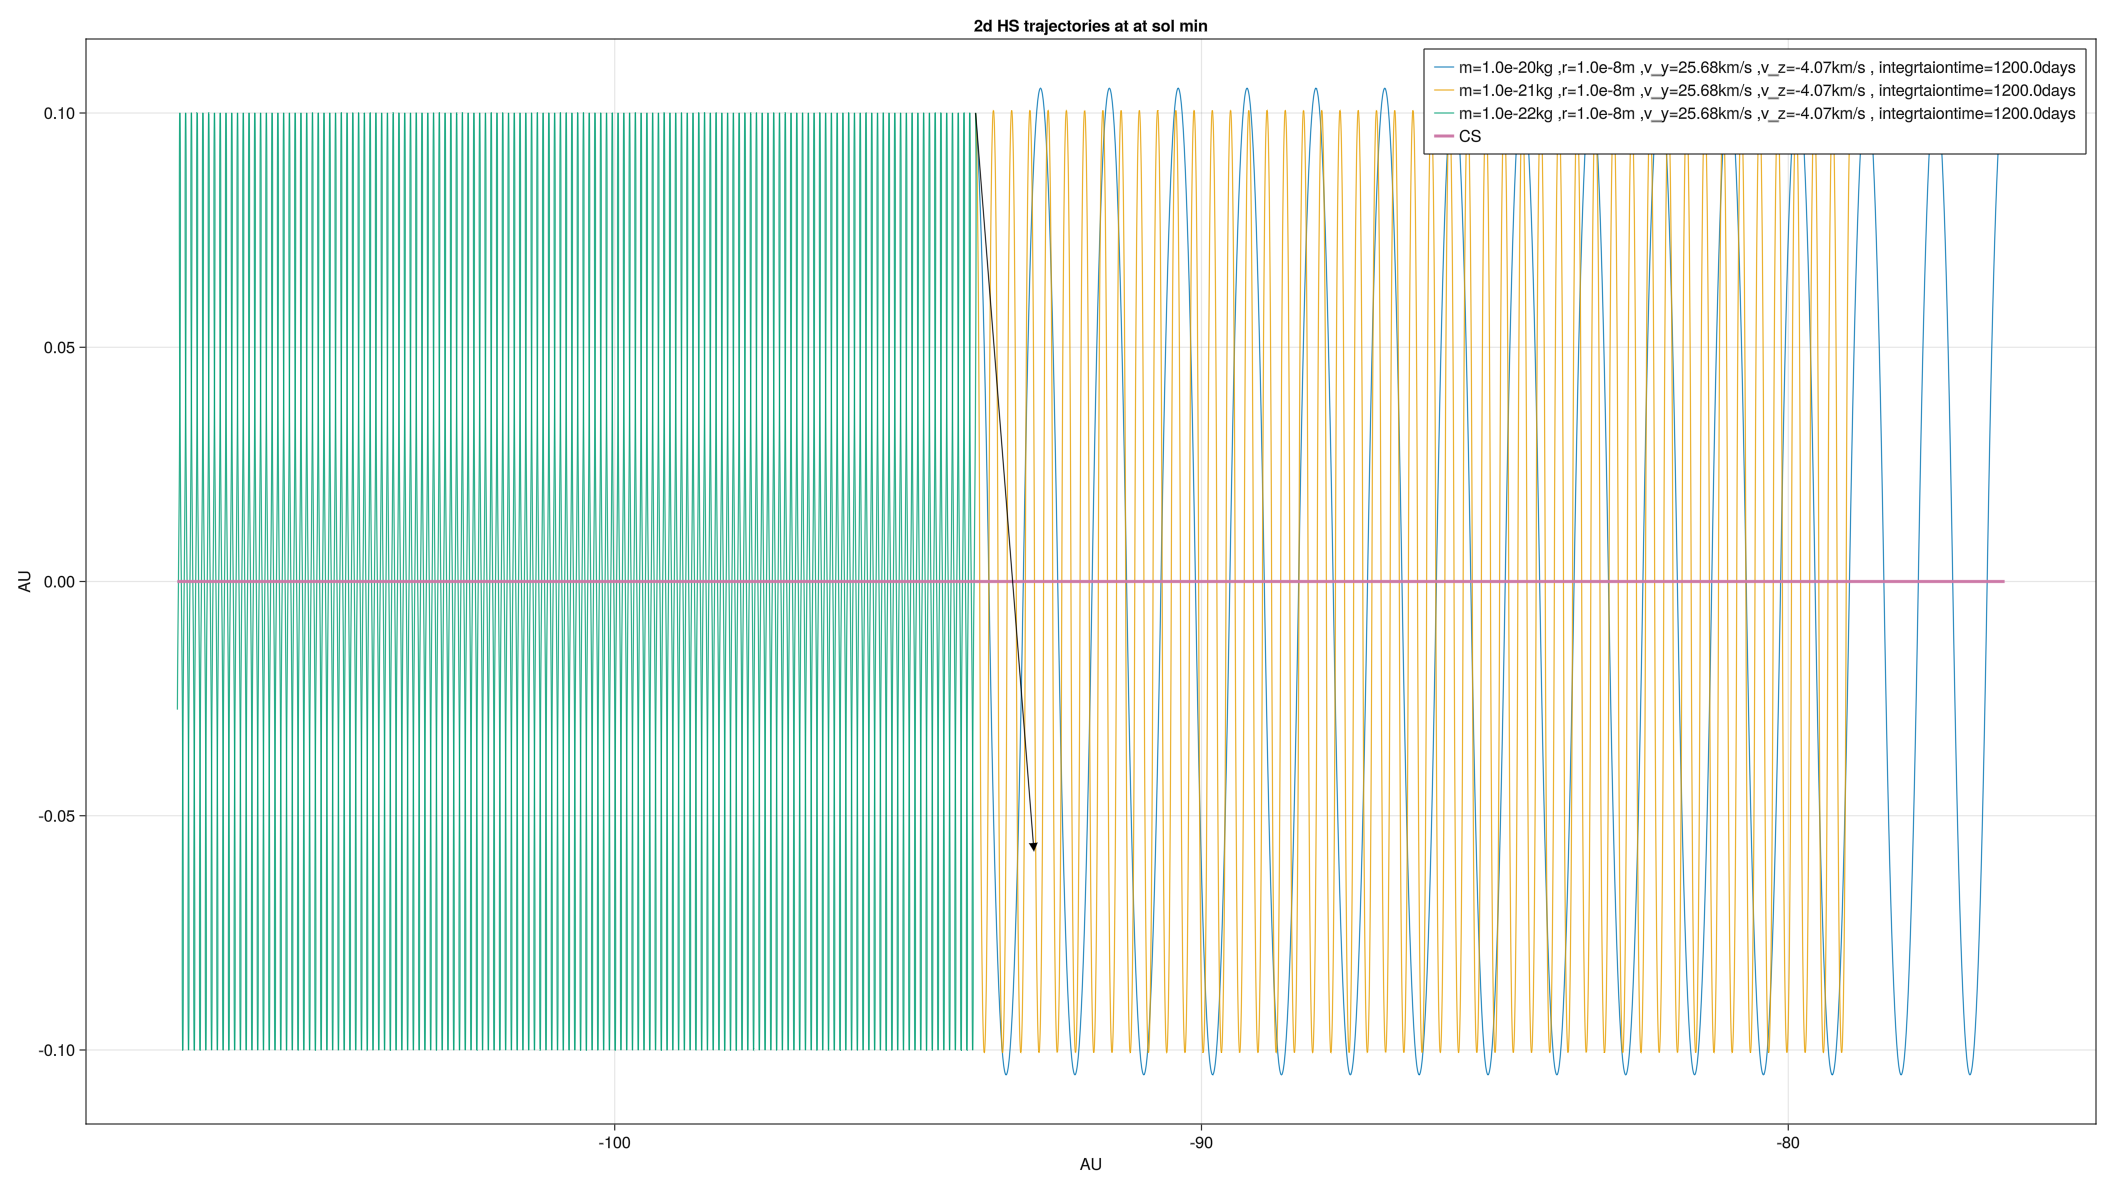 2d HS trajectories at at sol min
m=1.0e-20kg ,r=1.0e-8m ,v_y=25.68km/s ,v_z=-4.07km/s , integrtaiontime=1200.0days
m=1.0e-21kg ,r=1.0e-8m ,v_y=25.68km/s ,v_z=-4.07km/s , integrtaiontime=1200.0days
m=1.0e-22kg ,r=1.0e-8m ,v_y=25.68km/s ,v_z=-4.07km/s , integrtaiontime=1200.0days
CS
0.10
0.05
0.00
-0.05
-0.10
AU
-100
-90
-80
AU